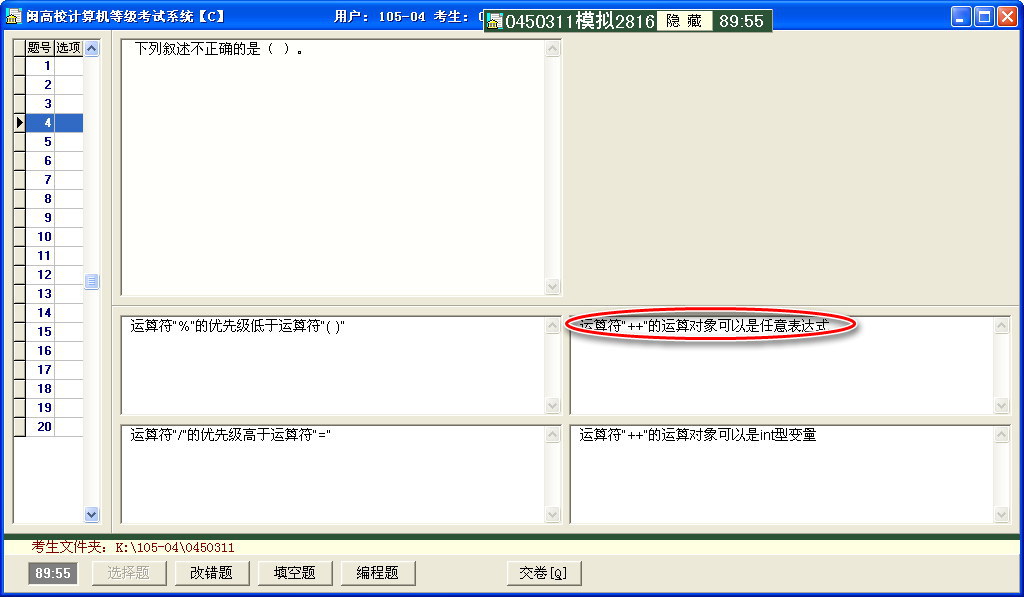 闽高校计算机等级考试系统【C】
用户: 105-04 考生:
0450311模拟2816 隐 藏 89:55
题号 选项
1
2
3
4
5
6
7
8
9
10
11
12
13
14
15
16
17
18
19
20
下列叙述不正确的是（ ）。
运算符"%"的优先级低于运算符"( )"
运算符"++"的运算对象可以是任意表达式
运算符"/"的优先级高于运算符"="
运算符"++"的运算对象可以是int型变量
考生文件夹: K:\105-04\0450311
89:55 选择题 改错题 填空题 编程题 交卷[Q]